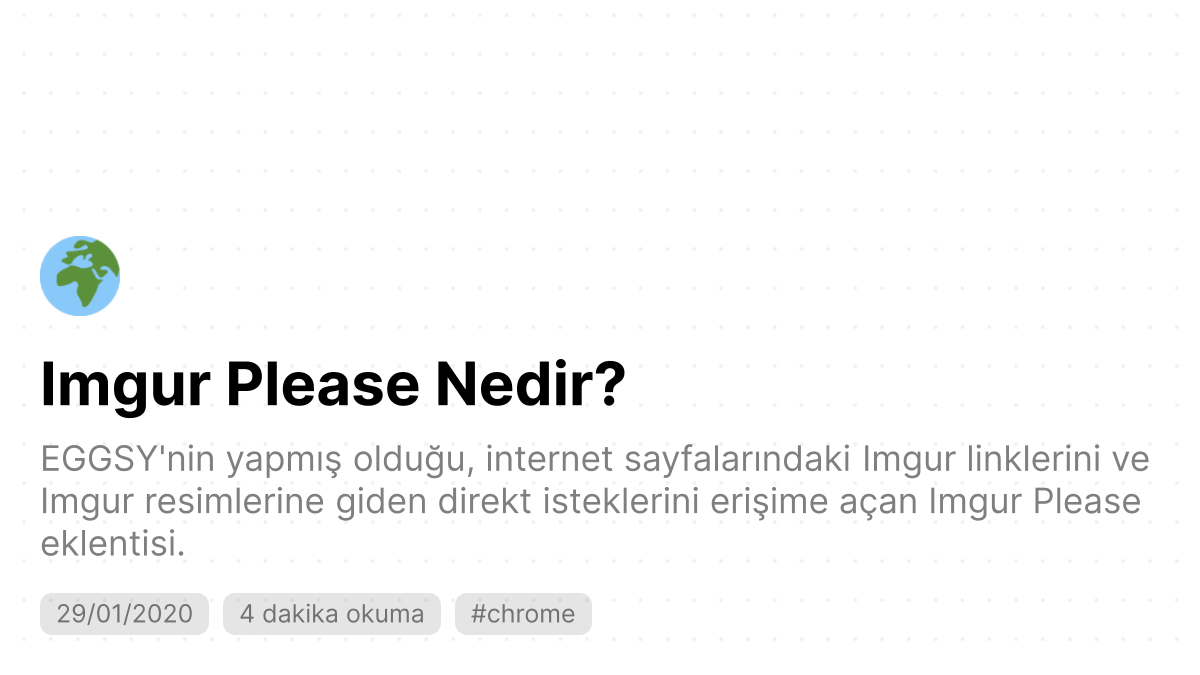 Imgur Please Nedir?
EGGSY'nin yapmış olduğu, internet sayfalarındaki Imgur linklerini ve
Imgur resimlerine giden direkt isteklerini erişime açan Imgur Please
eklentisi.
29/01/2020
4 dakika okuma
#chrome